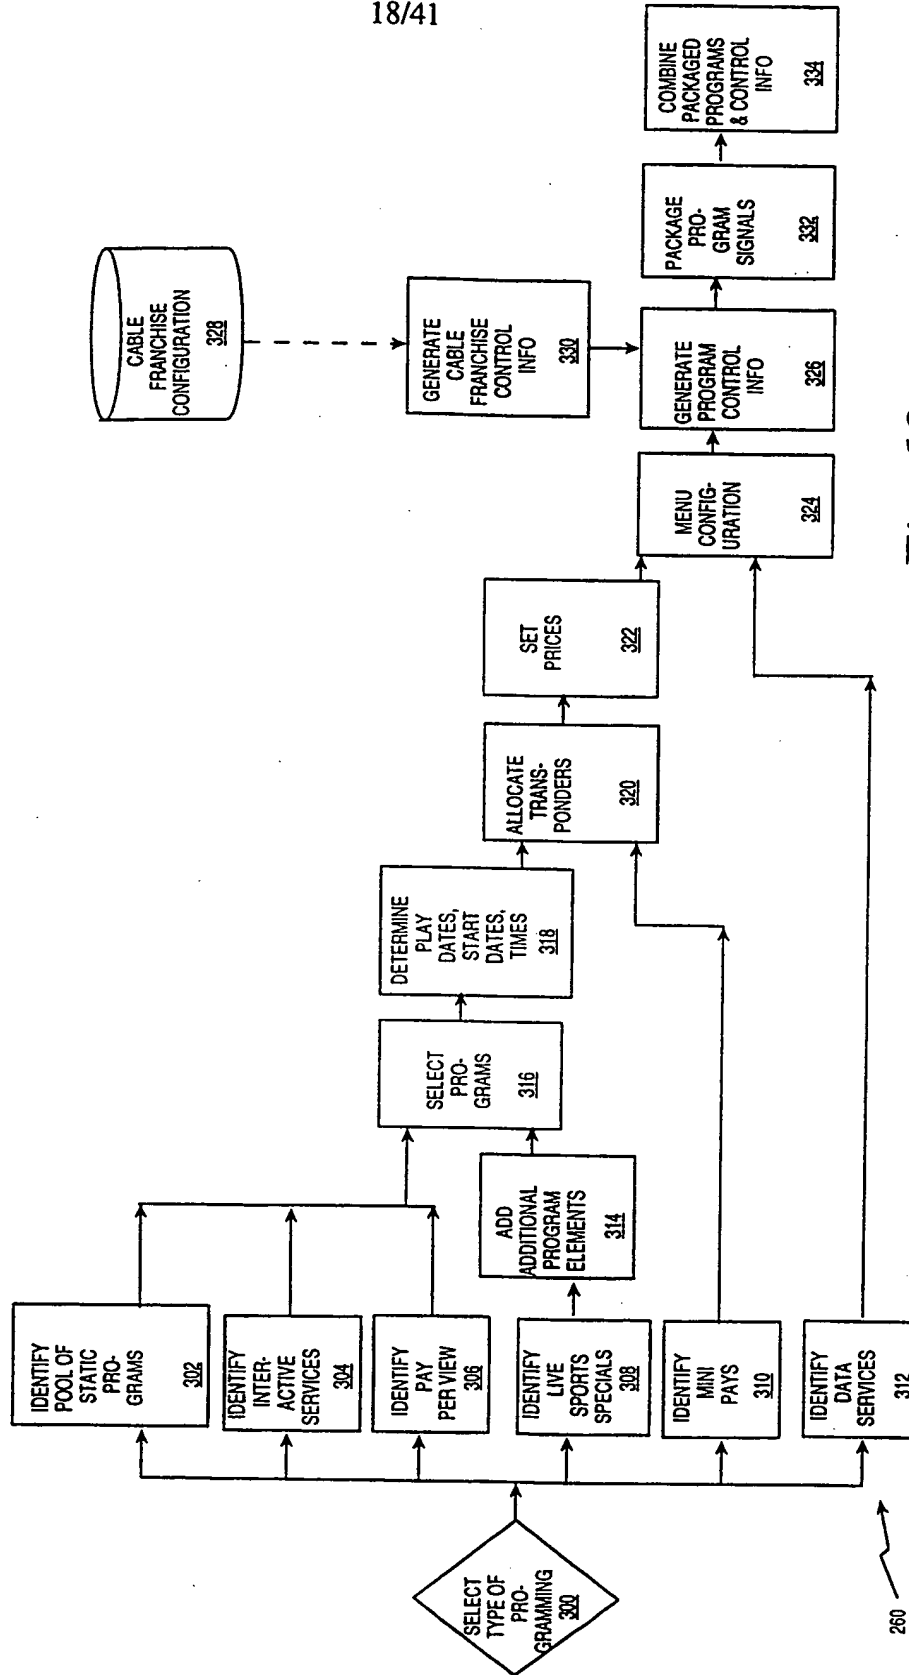 18/41
SELECT
TYPE OF
PRO-
GRAMMING
300
IDENTIFY
POOL OF
STATIC
PRO-
GRAMS
302
IDENTIFY
INTER-
ACTIVE
SERVICES
304
IDENTIFY
PAY
PER VIEW
306
IDENTIFY
LIVE
SPORTS
SPECIALS
308
IDENTIFY
MINI
PAYS
310
IDENTIFY
DATA
SERVICES
312
ADD
ADDITIONAL
PROGRAM
ELEMENTS
314
SELECT
PRO-
GRAMS
316
DETERMINE
PLAY
DATES,
START
DATES,
TIMES
318
ALLOCATE
TRANS-
PONDERS
320
SET
PRICES
322
MENU
CONFIG-
URATION
324
CABLE
FRANCHISE
CONFIGURATION
328
GENERATE
CABLE
FRANCHISE
CONTROL
INFO
330
GENERATE
PROGRAM
CONTROL
INFO
326
PACKAGE
PRO-
GRAM
SIGNALS
332
COMBINE
PACKAGED
PROGRAMS
& CONTROL
INFO
334
260